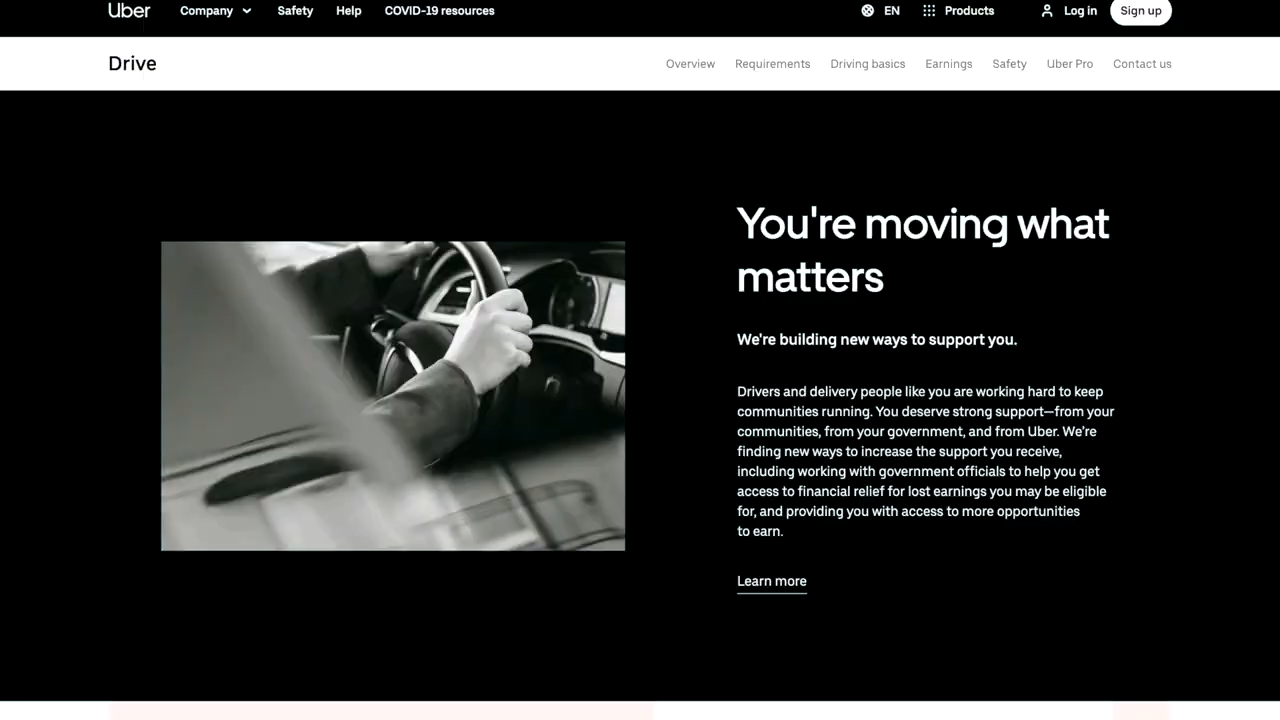 Uber Company Safety Help COVID-19 resources EN Products Log in Sign up
Drive Overview Requirements Driving basics Earnings Safety Uber Pro Contact us
You're moving what
matters
We're building new ways to support you.
Drivers and delivery people like you are working hard to keep
communities running. You deserve strong support—from your
communities, from your government, and from Uber. We're
finding new ways to increase the support you receive,
including working with government officials to help you get
access to financial relief for lost earnings you may be eligible
for, and providing you with access to more opportunities
to earn.
Learn more